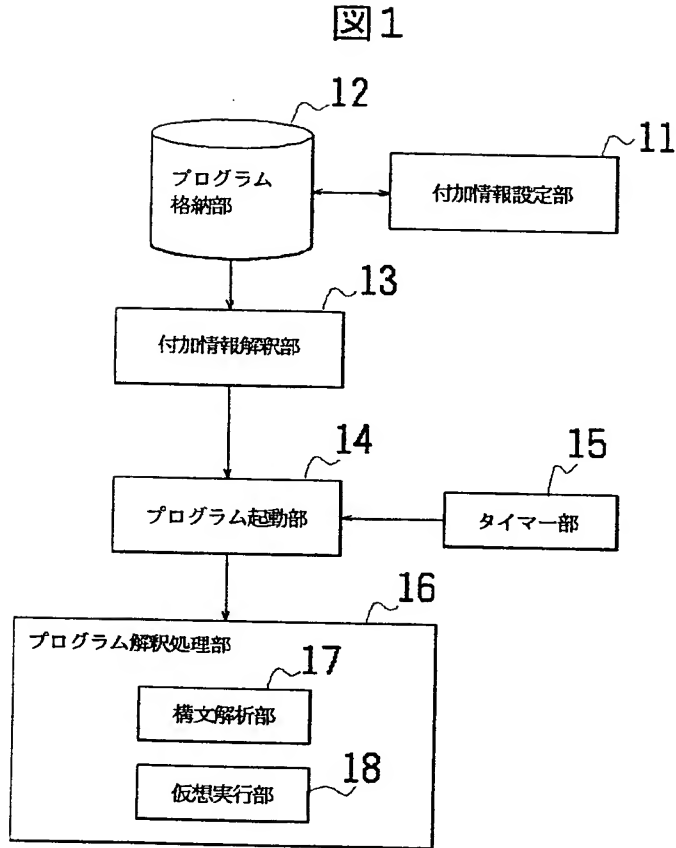 図1
12
11
プログラム
格納部
付加情報設定部
13
付加情報解釈部
14
15
プログラム起動部
タイマー部
16
プログラム解釈処理部
17
構文解析部
18
仮想実行部